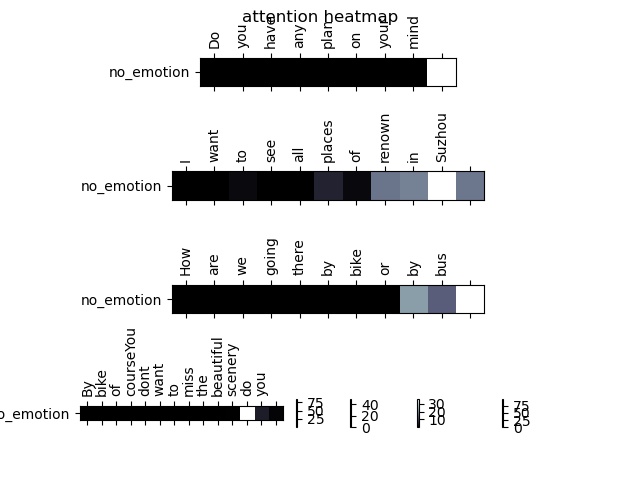 attention heatmap
Do you have any plan on your mind
no_emotion
I want to see all places of renown in Suzhou
no_emotion
How are we going there by bike or by bus
no_emotion
By bike of courseYou dont want to miss the beautiful scenery do you
o_emotion
75 50 25
40 20 0
30 20 10
75 50 25 0